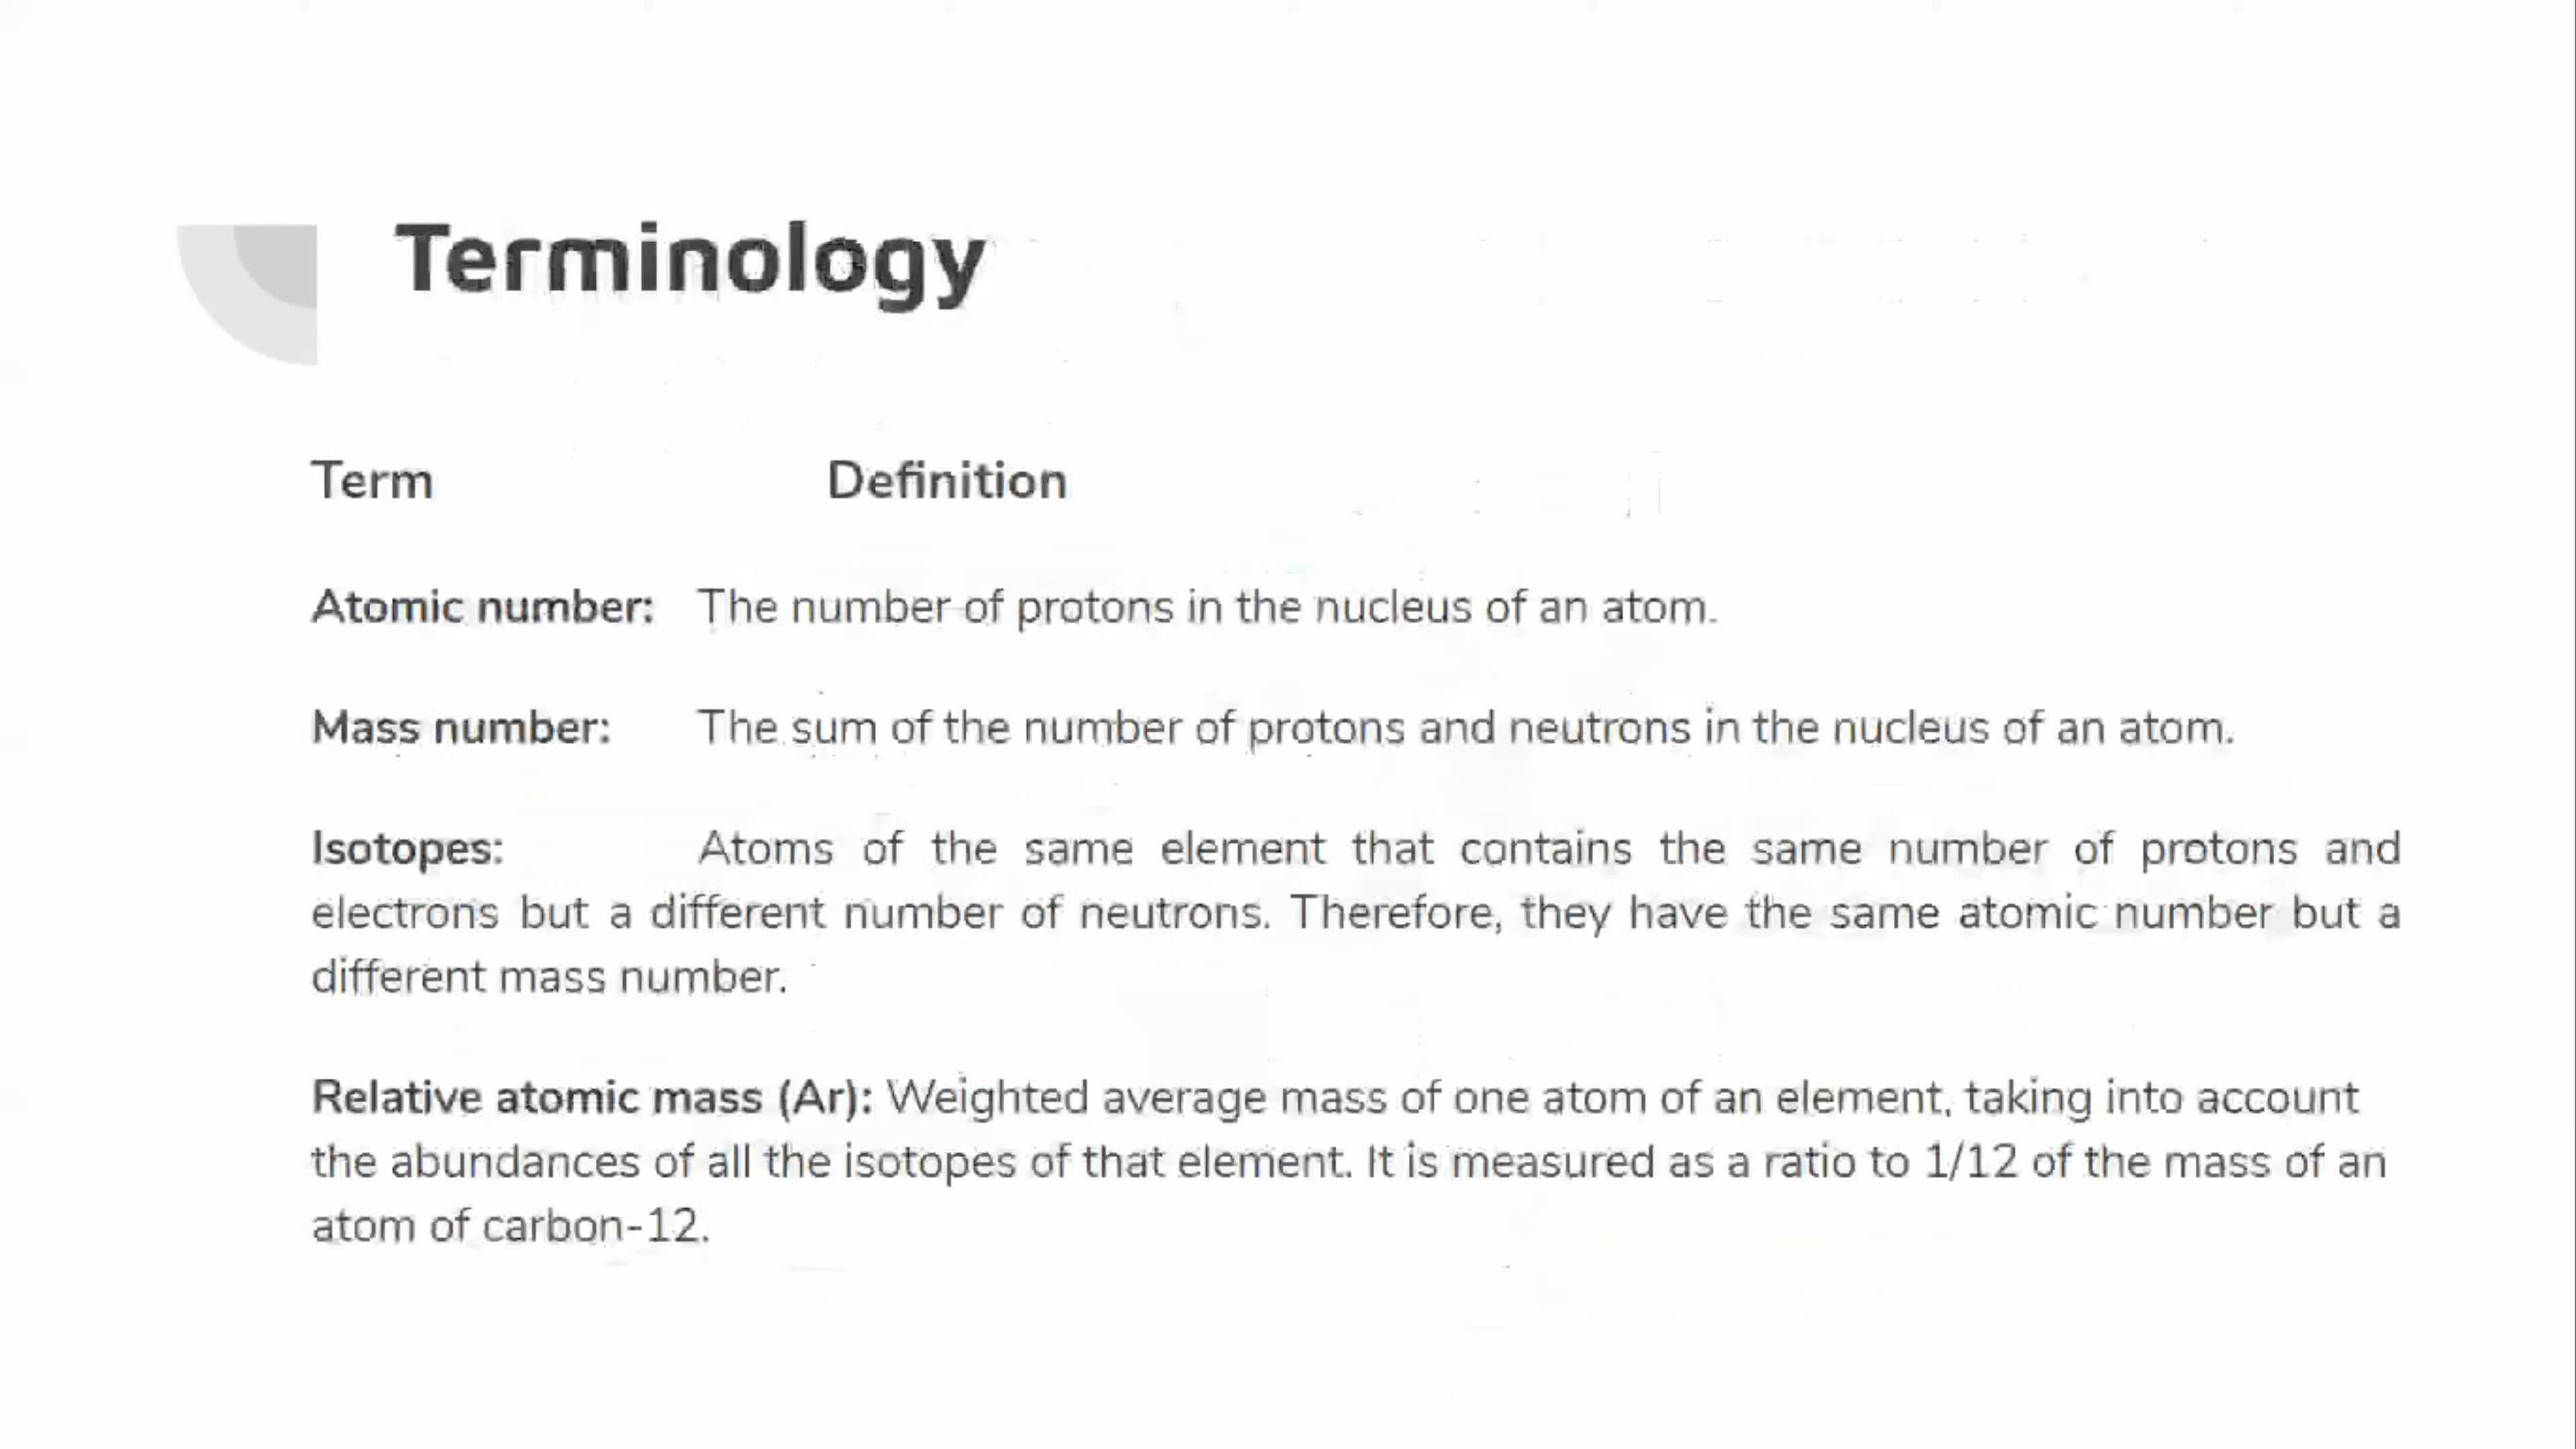 Terminology
Term Definition
Atomic number: The number of protons in the nucleus of an atom.
Mass number: The sum of the number of protons and neutrons in the nucleus of an atom.
Isotopes: Atoms of the same element that contains the same number of protons and
electrons but a different number of neutrons. Therefore, they have the same atomic number but a
different mass number.
Relative atomic mass (Ar): Weighted average mass of one atom of an element, taking into account
the abundances of all the isotopes of that element. It is measured as a ratio to 1/12 of the mass of an
atom of carbon-12.